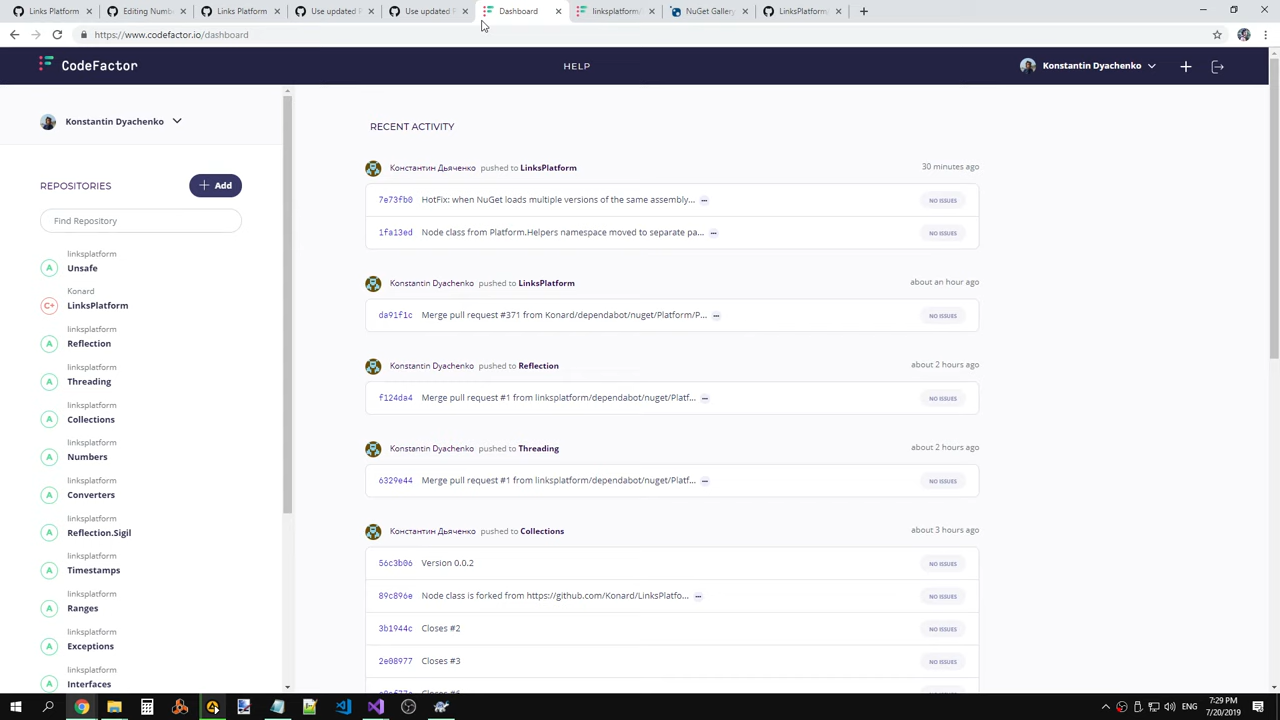 Links Platform
Editing Numb
Links Platform
Use updated P
Use updated P
Dashboard
linksplatform/
NuGet Gallery
LinksPlatform
https://www.codefactor.io/dashboard
CodeFactor
HELP
Konstantin Dyachenko
Konstantin Dyachenko
REPOSITORIES
Add
Find Repository
linksplatform
A
Unsafe
Konard
C+
LinksPlatform
linksplatform
A
Reflection
linksplatform
A
Threading
linksplatform
A
Collections
linksplatform
A
Numbers
linksplatform
A
Converters
linksplatform
A
Reflection.Sigil
linksplatform
A
Timestamps
linksplatform
A
Ranges
linksplatform
A
Exceptions
linksplatform
A
Interfaces
RECENT ACTIVITY
Константин Дьяченко pushed to LinksPlatform
30 minutes ago
7e73fb0 HotFix: when NuGet loads multiple versions of the same assembly... NO ISSUES
1fa13ed Node class from Platform.Helpers namespace moved to separate pa... NO ISSUES
Konstantin Dyachenko pushed to LinksPlatform
about an hour ago
da91f1c Merge pull request #371 from Konard/dependabot/nuget/Platform/P... NO ISSUES
Konstantin Dyachenko pushed to Reflection
about 2 hours ago
f124da4 Merge pull request #1 from linksplatform/dependabot/nuget/Platf... NO ISSUES
Konstantin Dyachenko pushed to Threading
about 2 hours ago
6329e44 Merge pull request #1 from linksplatform/dependabot/nuget/Platf... NO ISSUES
Константин Дьяченко pushed to Collections
about 3 hours ago
56c3b06 Version 0.0.2 NO ISSUES
89c896e Node class is forked from https://github.com/Konard/LinksPlatfo... NO ISSUES
3b1944c Closes #2 NO ISSUES
2e08977 Closes #3 NO ISSUES
ENG
7:29 PM
7/20/2019